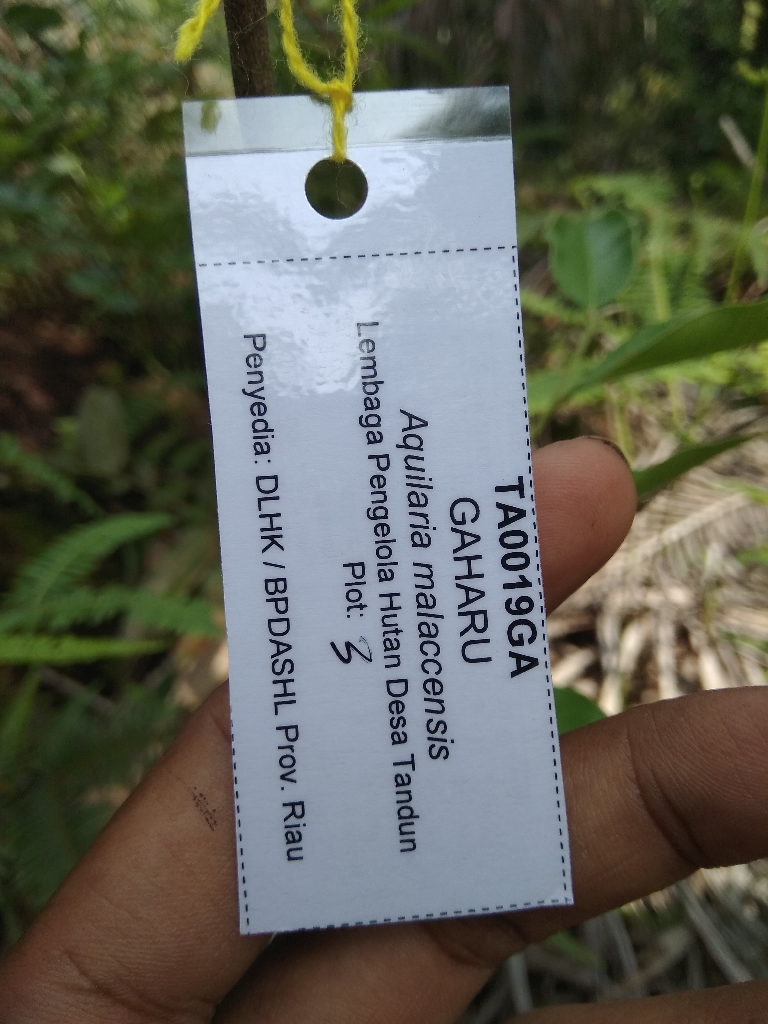 TA0019GA
GAHARU
Aquilaria malaccensis
Lembaga Pengelola Hutan Desa Tandun
Plot: 3
Penyedia: DLHK / BPDASHL Prov. Riau